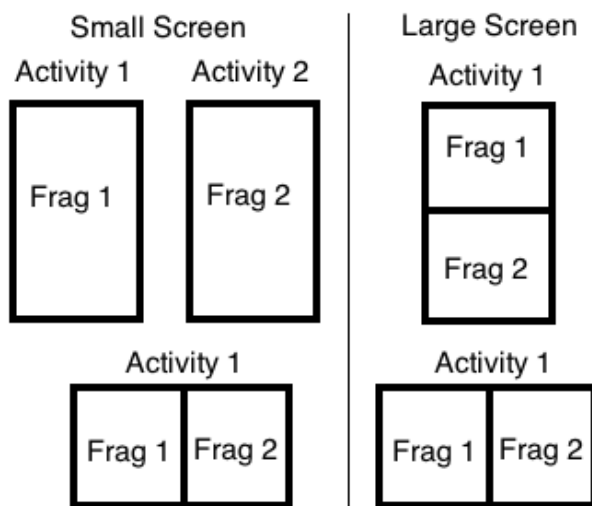 Small Screen
Activity 1 Activity 2
Frag 1 Frag 2
Activity 1
Frag 1 Frag 2
Large Screen
Activity 1
Frag 1
Frag 2
Activity 1
Frag 1 Frag 2